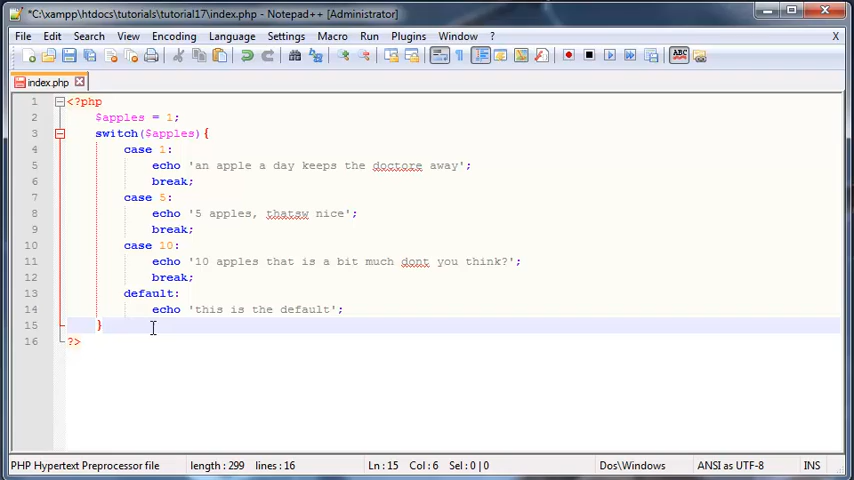 *C:\xampp\htdocs\tutorials\tutorial17\index.php - Notepad++ [Administrator]
File Edit Search View Encoding Language Settings Macro Run Plugins Window ? X
index.php
1 <?php
2 $apples = 1;
3 switch($apples){
4 case 1:
5 echo 'an apple a day keeps the doctore away';
6 break;
7 case 5:
8 echo '5 apples, thatsw nice';
9 break;
10 case 10:
11 echo '10 apples that is a bit much dont you think?';
12 break;
13 default:
14 echo 'this is the default';
15 }
16 ?>
PHP Hypertext Preprocessor file length : 299 lines : 16 Ln : 15 Col : 6 Sel : 0 | 0 Dos\Windows ANSI as UTF-8 INS